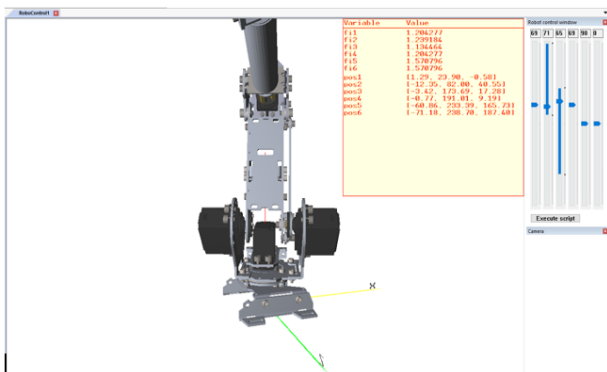 RoboControl1
Variable Value
fi1 1.204277
fi2 1.239184
fi3 1.134464
fi4 1.204277
fi5 1.570796
fi6 1.570796
pos1 [1.29, 23.90, -0.58]
pos2 [-12.35, 82.00, 40.55]
pos3 [-3.42, 173.69, 17.28]
pos4 [-0.77, 191.01, 9.19]
pos5 [-60.86, 233.39, 165.73]
pos6 [-71.18, 238.70, 187.40]
Robot control window
69 71 65 69 90 0
Execute script
Camera
X